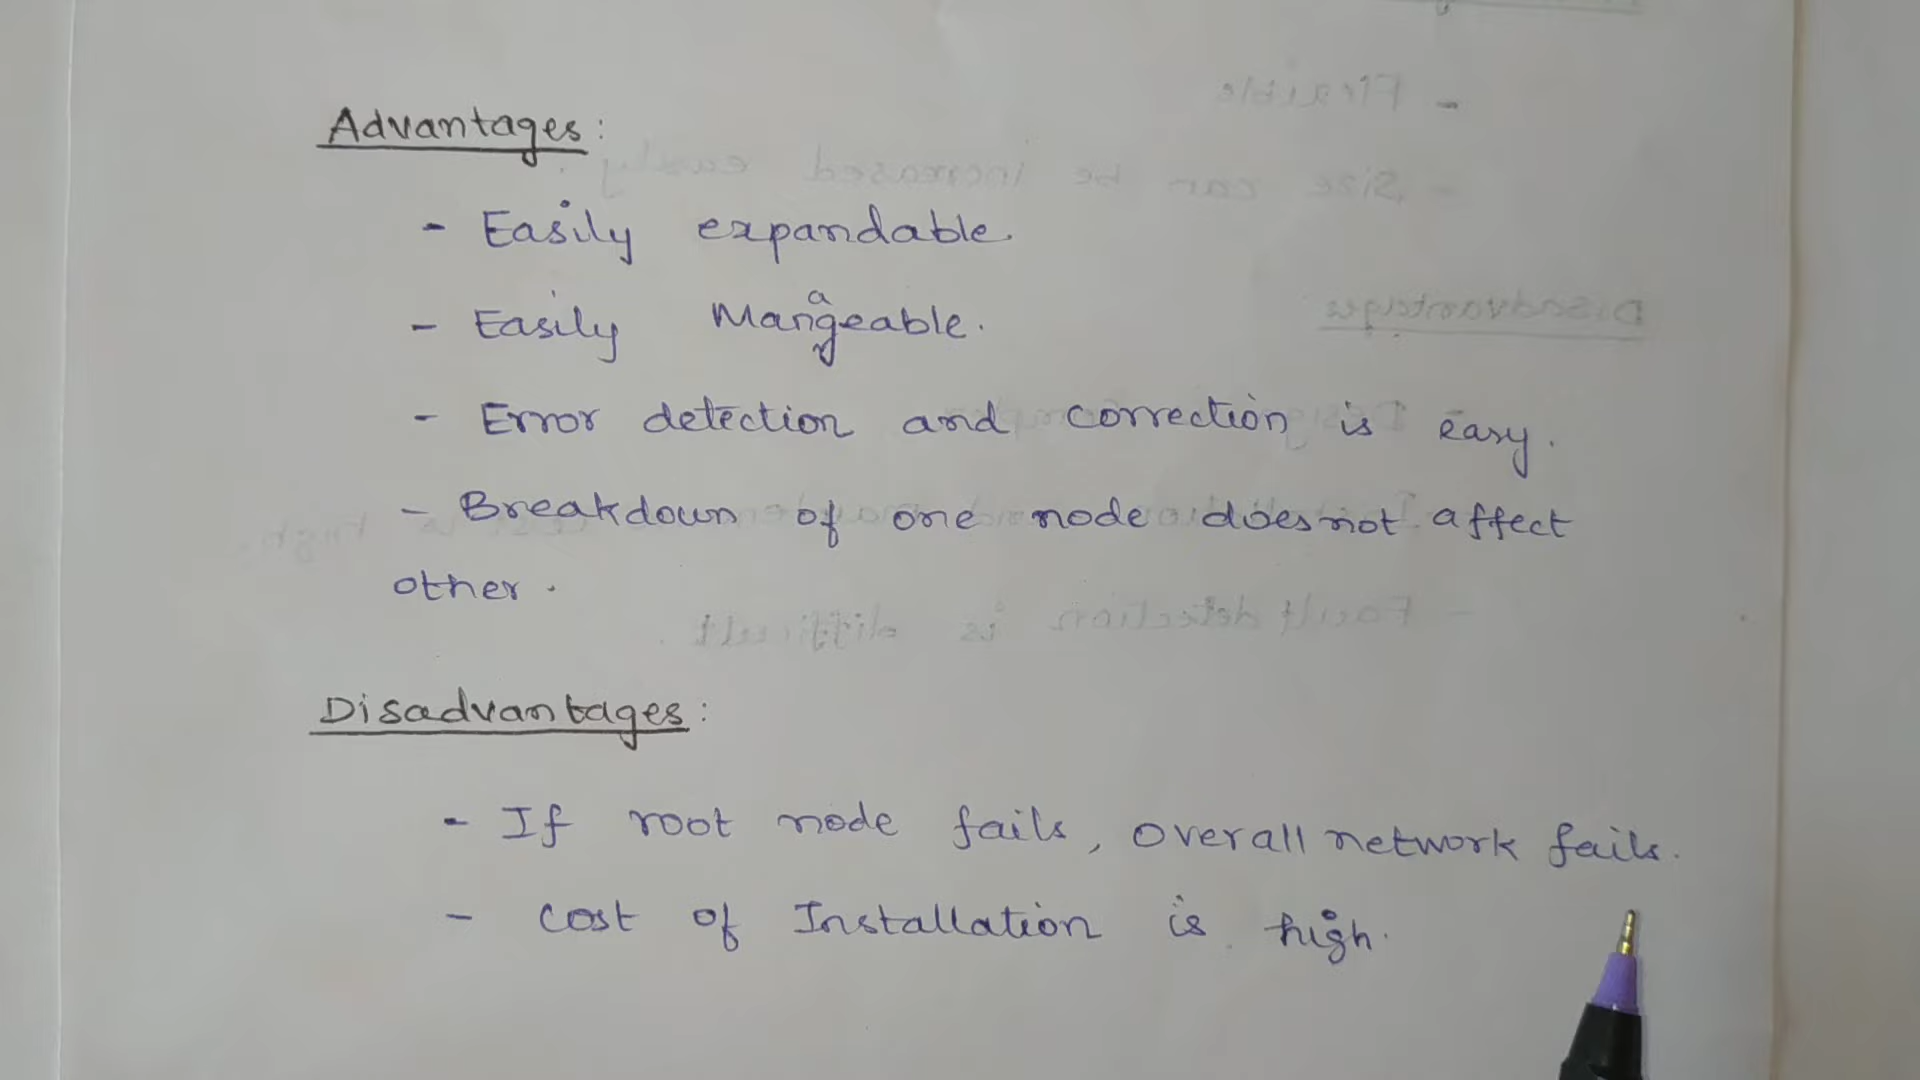 Advantages:
- Easily expandable.
- Easily Manageable.
- Error detection and correction is easy.
- Breakdown of one node does not affect
other.
Disadvantages:
- If root node fails, overall network fails.
- Cost of Installation is high.